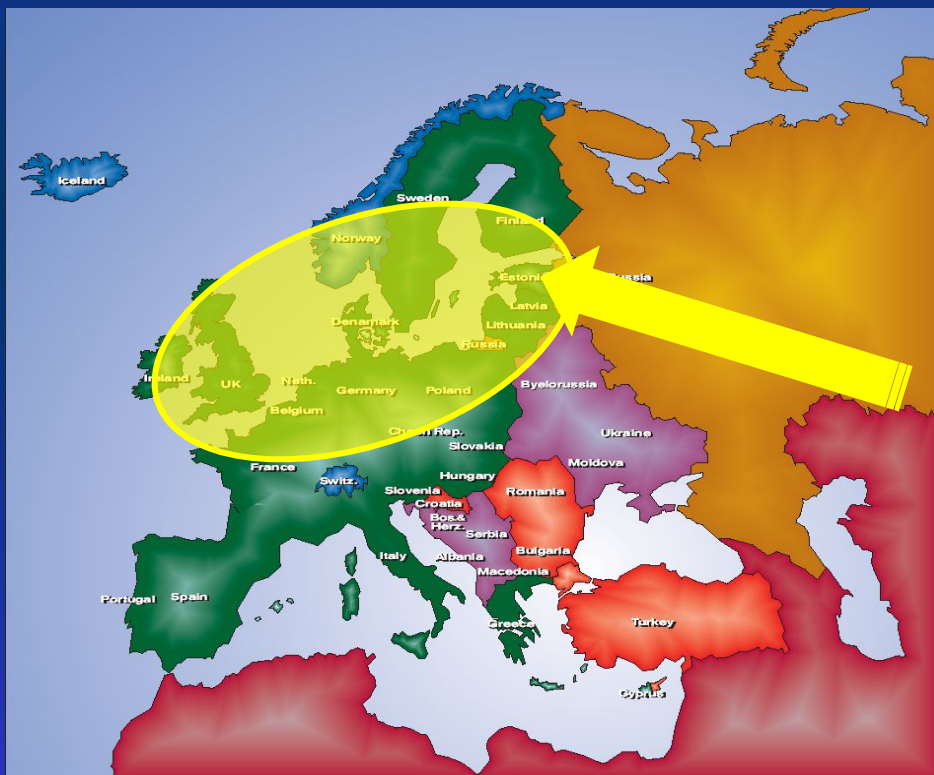 Iceland
Sweden
Finland
Norway
Estonia
Russia
Latvia
Denamark
Lithuania
Russia
Ireland
UK
Neth.
Germany
Poland
Byelorussia
Belgium
Chech Rep.
Ukraine
Slovakia
France
Moldova
Switz.
Hungary
Slovenia
Romania
Croatia
Bos.&
Herz.
Serbia
Italy
Albania
Bulgaria
Macedonia
Portugal
Spain
Greece
Turkey
Cyprus